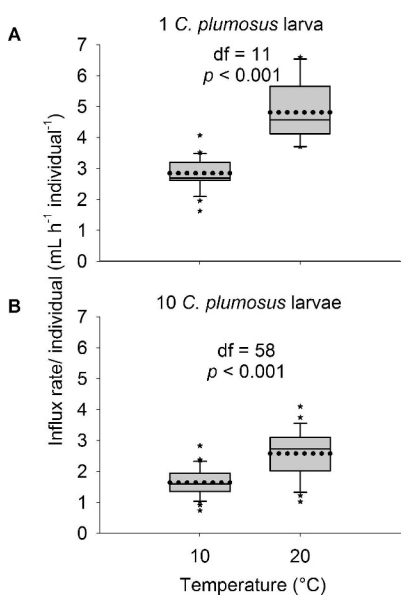 A
1 C. plumosus larva
df = 11
p < 0.001
7
6
5
4
3
2
1
0
Influx rate/ individual (mL h⁻¹ individual⁻¹)
B
10 C. plumosus larvae
df = 58
p < 0.001
7
6
5
4
3
2
1
0
10 20
Temperature (°C)